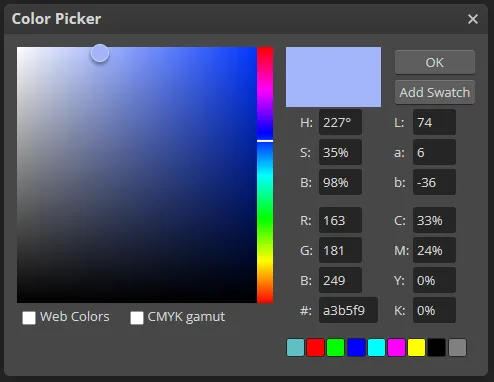 Color Picker ×
OK
Add Swatch
H: 227° L: 74
S: 35% a: 6
B: 98% b: -36
R: 163 C: 33%
G: 181 M: 24%
B: 249 Y: 0%
#: a3b5f9 K: 0%
Web Colors CMYK gamut